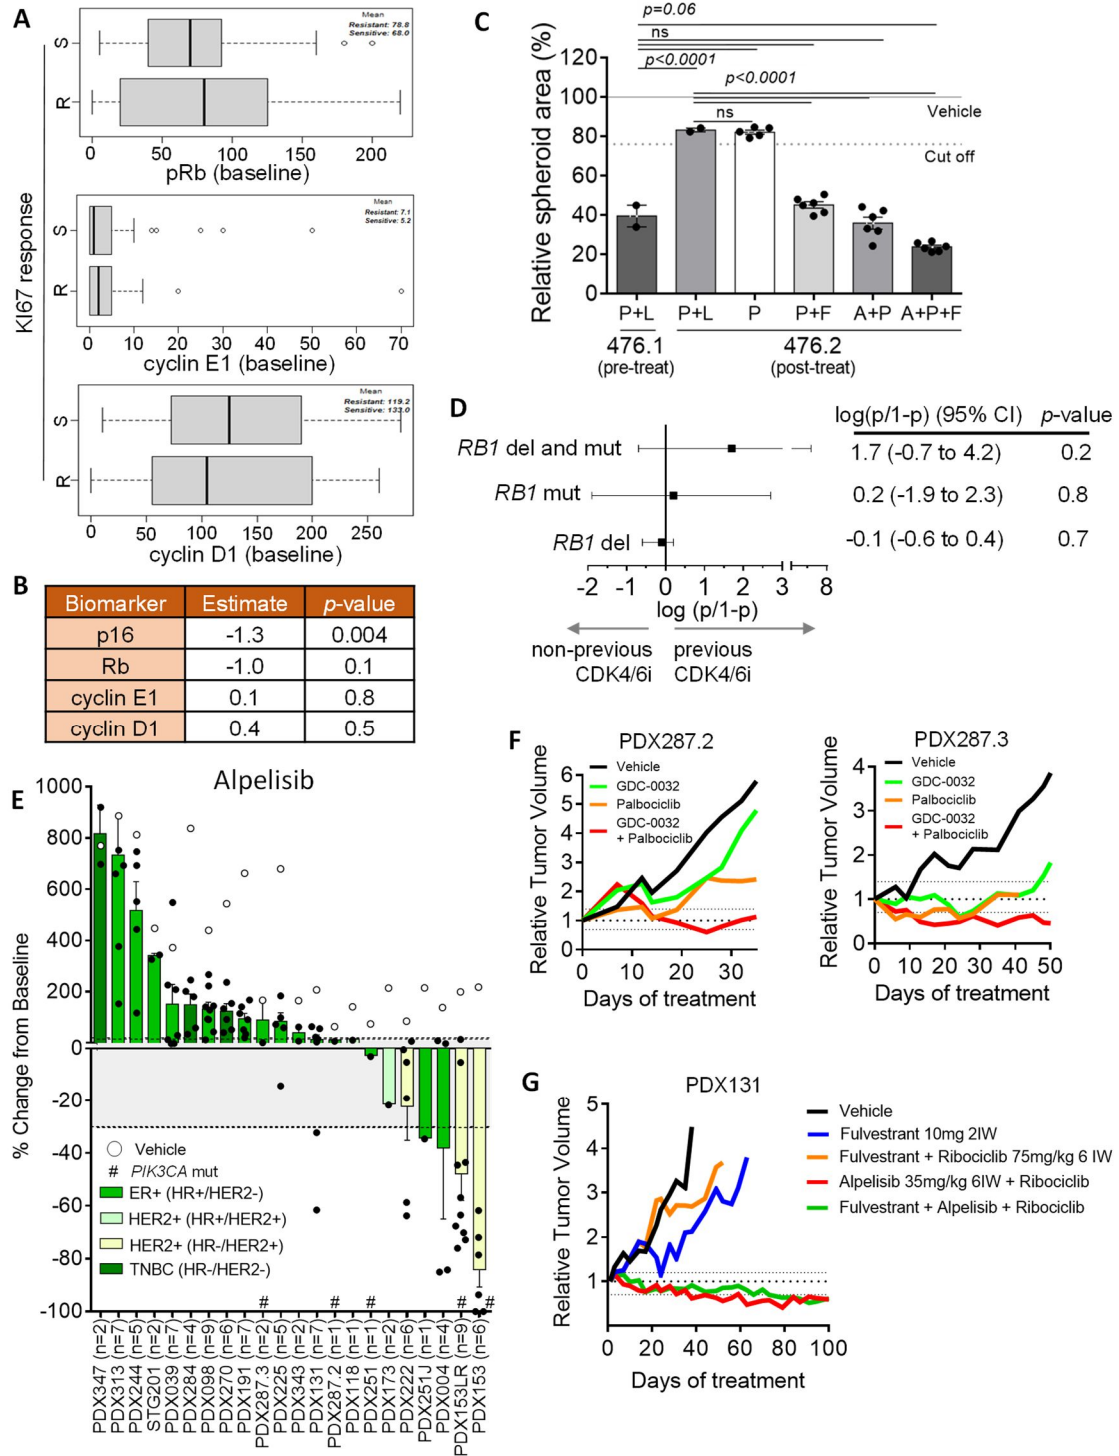 A
Mean
Resistant: 78.8
Sensitive: 68.0
S
R
0 50 100 150 200
pRb (baseline)
Mean
Resistant: 7.1
Sensitive: 5.2
S
R
0 10 20 30 40 50 60 70
cyclin E1 (baseline)
KI67 response
Mean
Resistant: 119.2
Sensitive: 133.0
S
R
0 50 100 150 200 250
cyclin D1 (baseline)
B
Biomarker Estimate p-value
p16 -1.3 0.004
Rb -1.0 0.1
cyclin E1 0.1 0.8
cyclin D1 0.4 0.5
C
p=0.06
ns
p<0.0001
p<0.0001
ns
Vehicle
Cut off
Relative spheroid area (%)
120
100
80
60
40
20
0
P+L P+L P P+F A+P A+P+F
476.1 476.2
(pre-treat) (post-treat)
D
log(p/1-p) (95% CI) p-value
RB1 del and mut 1.7 (-0.7 to 4.2) 0.2
RB1 mut 0.2 (-1.9 to 2.3) 0.8
RB1 del -0.1 (-0.6 to 0.4) 0.7
-2 -1 0 1 2 3 8
log (p/1-p)
non-previous previous
CDK4/6i CDK4/6i
E
Alpelisib
% Change from Baseline
1000
800
600
400
200
0
-20
-40
-60
-80
-100
Vehicle
# PIK3CA mut
ER+ (HR+/HER2-)
HER2+ (HR+/HER2+)
HER2+ (HR-/HER2+)
TNBC (HR-/HER2-)
# # # # #
PDX347 (n=2)
PDX313 (n=7)
PDX244 (n=5)
STG201 (n=2)
PDX039 (n=7)
PDX284 (n=4)
PDX098 (n=9)
PDX270 (n=6)
PDX191 (n=7)
PDX287.3 (n=2)
PDX225 (n=5)
PDX343 (n=2)
PDX131 (n=7)
PDX287.2 (n=1)
PDX118 (n=1)
PDX251 (n=1)
PDX173 (n=2)
PDX222 (n=6)
PDX251J (n=1)
PDX004 (n=4)
PDX153LR (n=9)
PDX153 (n=6)
F
PDX287.2
Vehicle
GDC-0032
Palbociclib
GDC-0032
+ Palbociclib
Relative Tumor Volume
6
5
4
3
2
1
0
0 10 20 30
Days of treatment
PDX287.3
Vehicle
GDC-0032
Palbociclib
GDC-0032
+ Palbociclib
Relative Tumor Volume
4
3
2
1
0
0 10 20 30 40 50
Days of treatment
G
PDX131
Vehicle
Fulvestrant 10mg 2IW
Fulvestrant + Ribociclib 75mg/kg 6 IW
Alpelisib 35mg/kg 6IW + Ribociclib
Fulvestrant + Alpelisib + Ribociclib
Relative Tumor Volume
5
4
3
2
1
0 20 40 60 80 100
Days of treatment